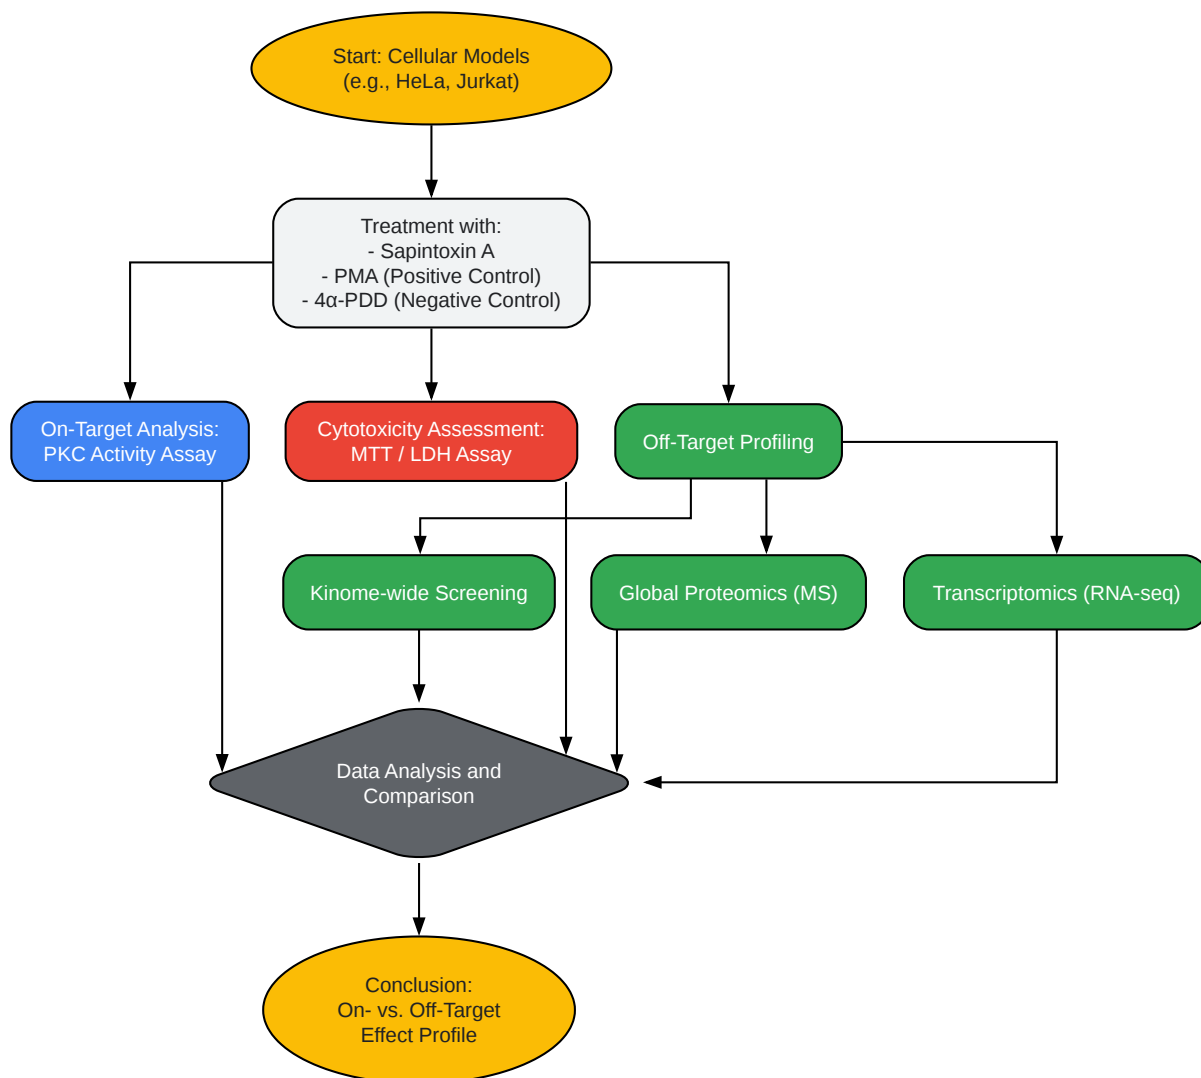 Start: Cellular Models
(e.g., HeLa, Jurkat)
Treatment with:
- Sapintoxin A
- PMA (Positive Control)
- 4α-PDD (Negative Control)
On-Target Analysis:
PKC Activity Assay
Cytotoxicity Assessment:
MTT / LDH Assay
Off-Target Profiling
Kinome-wide Screening
Global Proteomics (MS)
Transcriptomics (RNA-seq)
Data Analysis and
Comparison
Conclusion:
On- vs. Off-Target
Effect Profile